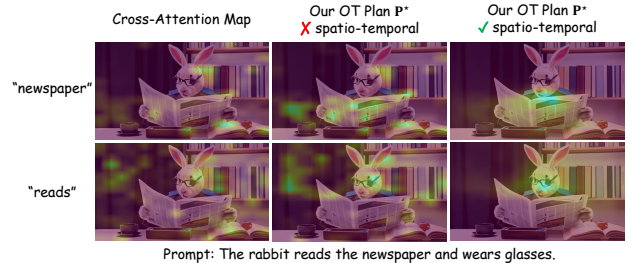 Cross-Attention Map
Our OT Plan P*
✗ spatio-temporal
Our OT Plan P*
✓ spatio-temporal
“newspaper”
“reads”
Prompt: The rabbit reads the newspaper and wears glasses.